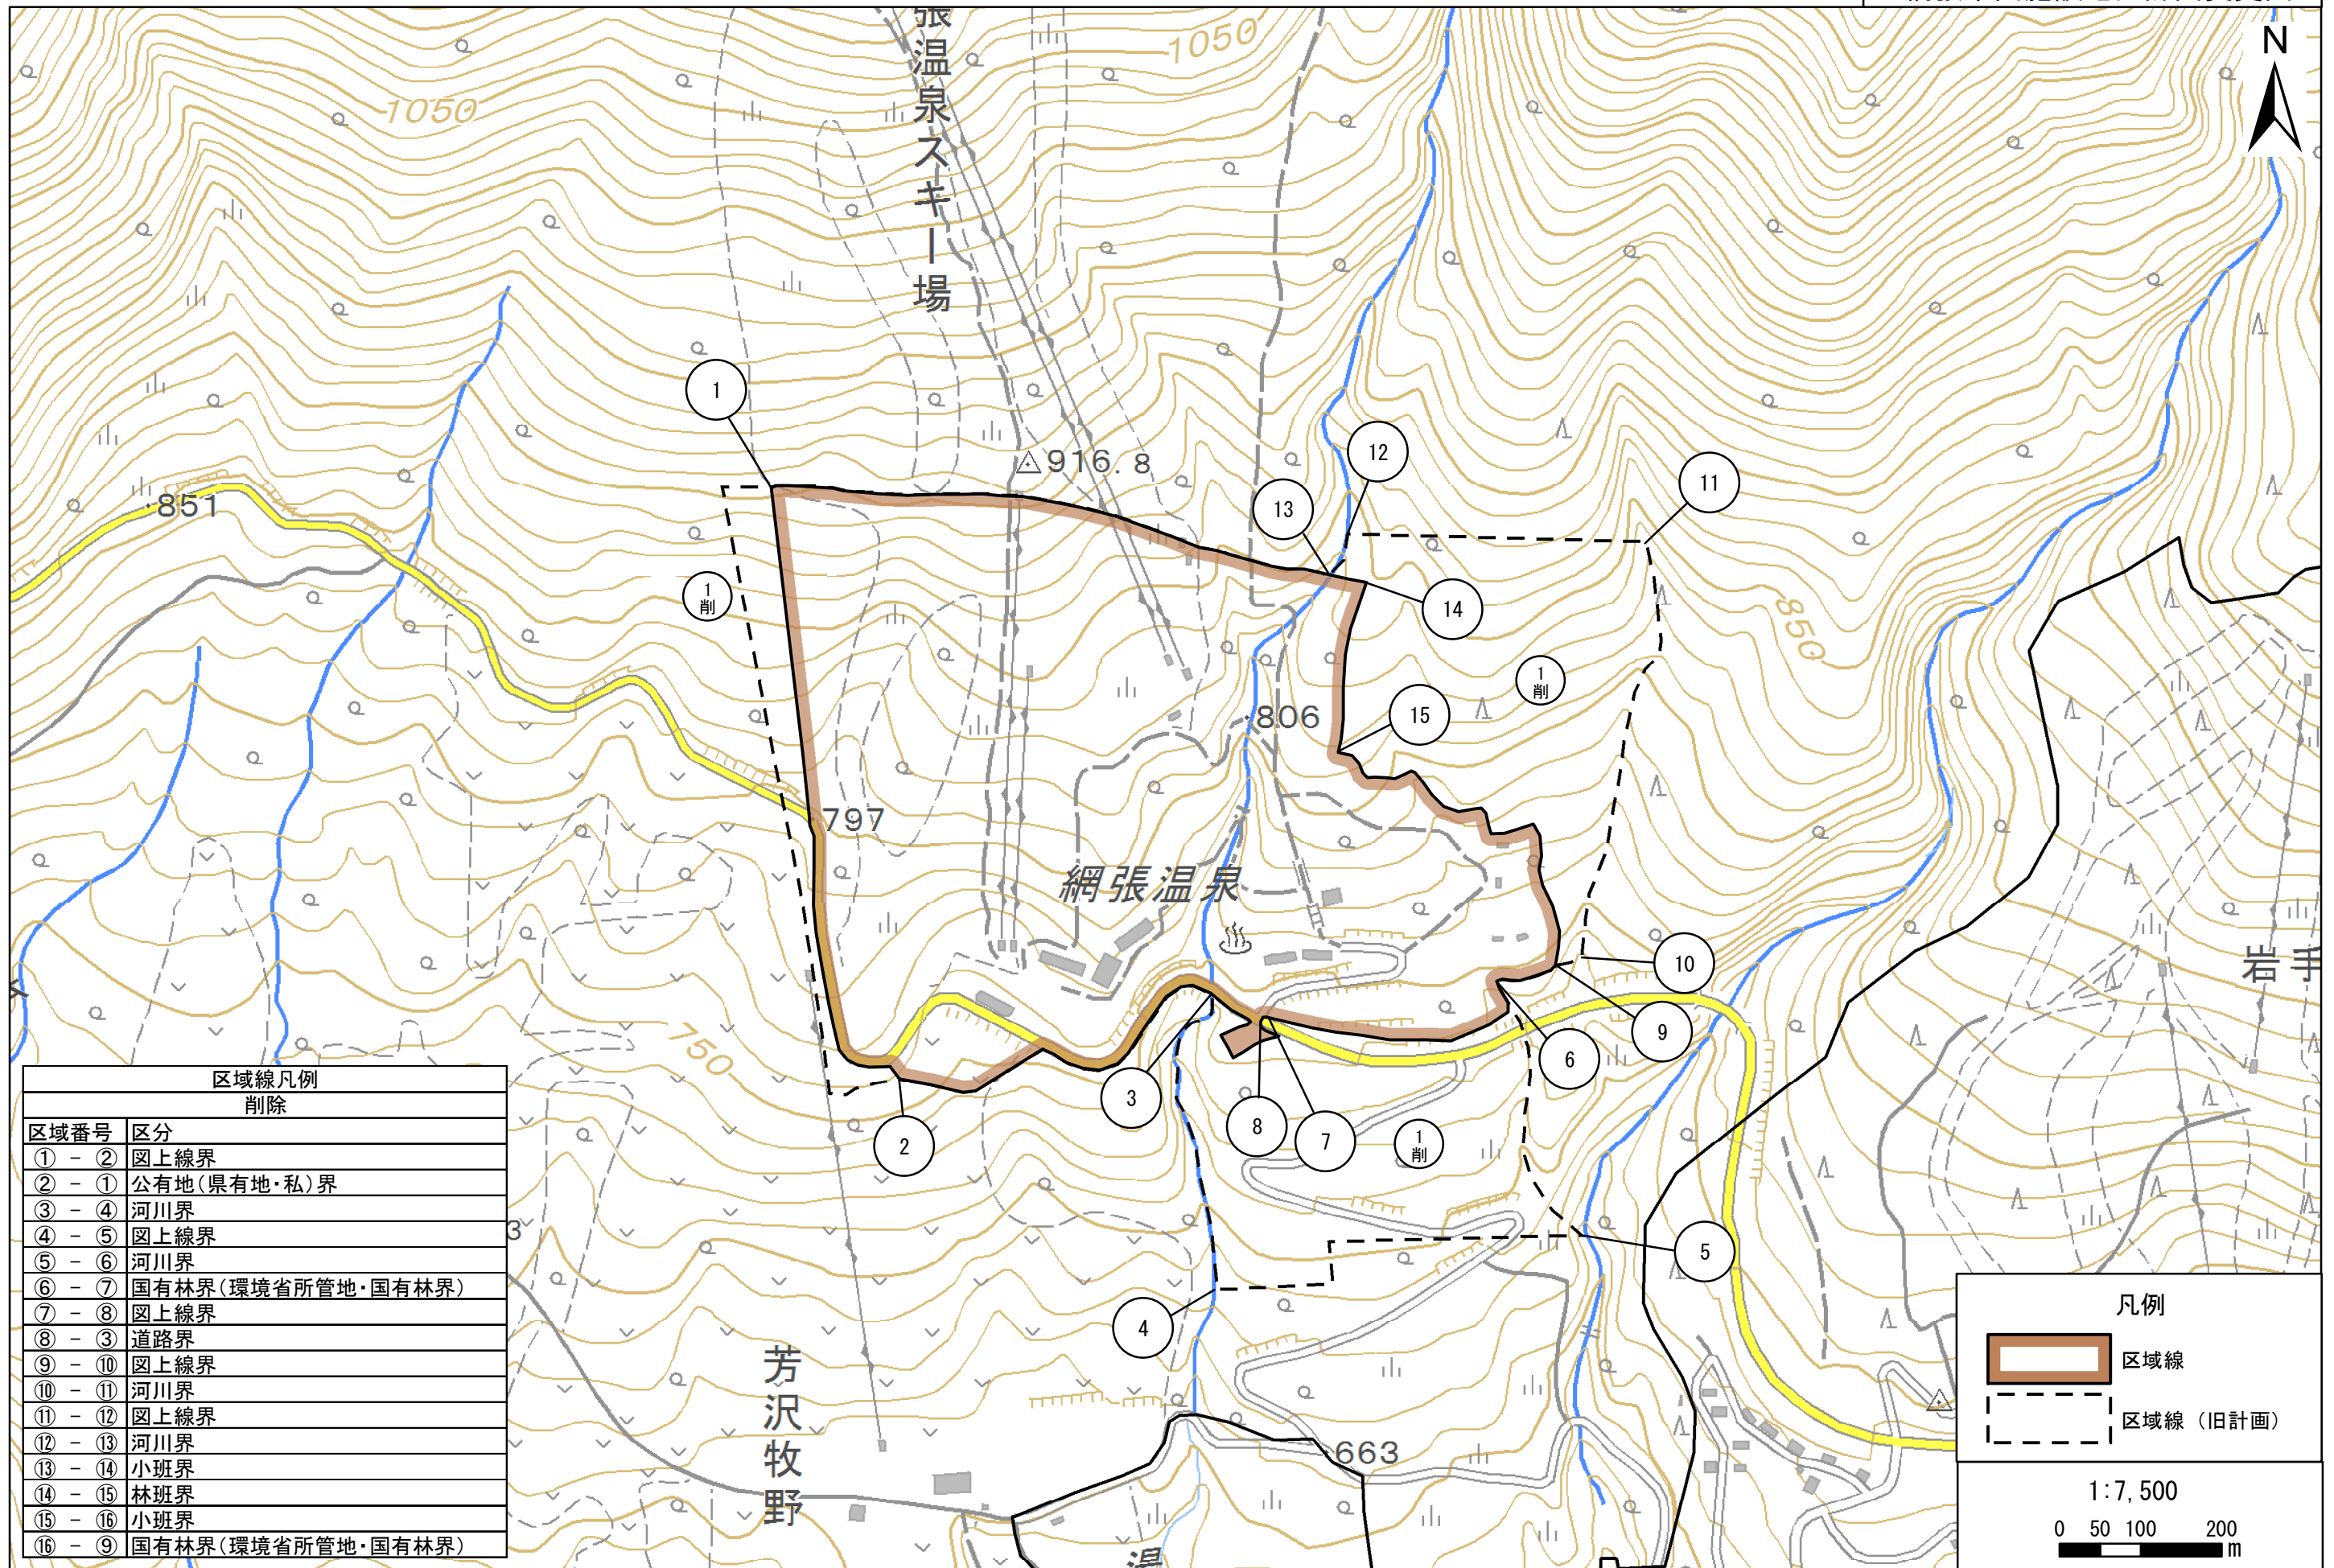 N
張温泉スキー場
1050
1050
1
916.8
12
11
13
851
1
削
14
850
1
削
15
806
797
網張温泉
10
岩手
9
750
6
3
8
7
1
削
2
5
4
芳沢牧野
663
湯
3
区域線凡例
削除
区域番号 区分
① － ② 図上線界
② － ① 公有地(県有地・私)界
③ － ④ 河川界
④ － ⑤ 図上線界
⑤ － ⑥ 河川界
⑥ － ⑦ 国有林界(環境省所管地・国有林界)
⑦ － ⑧ 図上線界
⑧ － ③ 道路界
⑨ － ⑩ 図上線界
⑩ － ⑪ 河川界
⑪ － ⑫ 図上線界
⑫ － ⑬ 河川界
⑬ － ⑭ 小班界
⑭ － ⑮ 林班界
⑮ － ⑯ 小班界
⑯ － ⑨ 国有林界(環境省所管地・国有林界)
凡例
区域線
区域線 (旧計画)
1:7,500
0 50 100 200
m